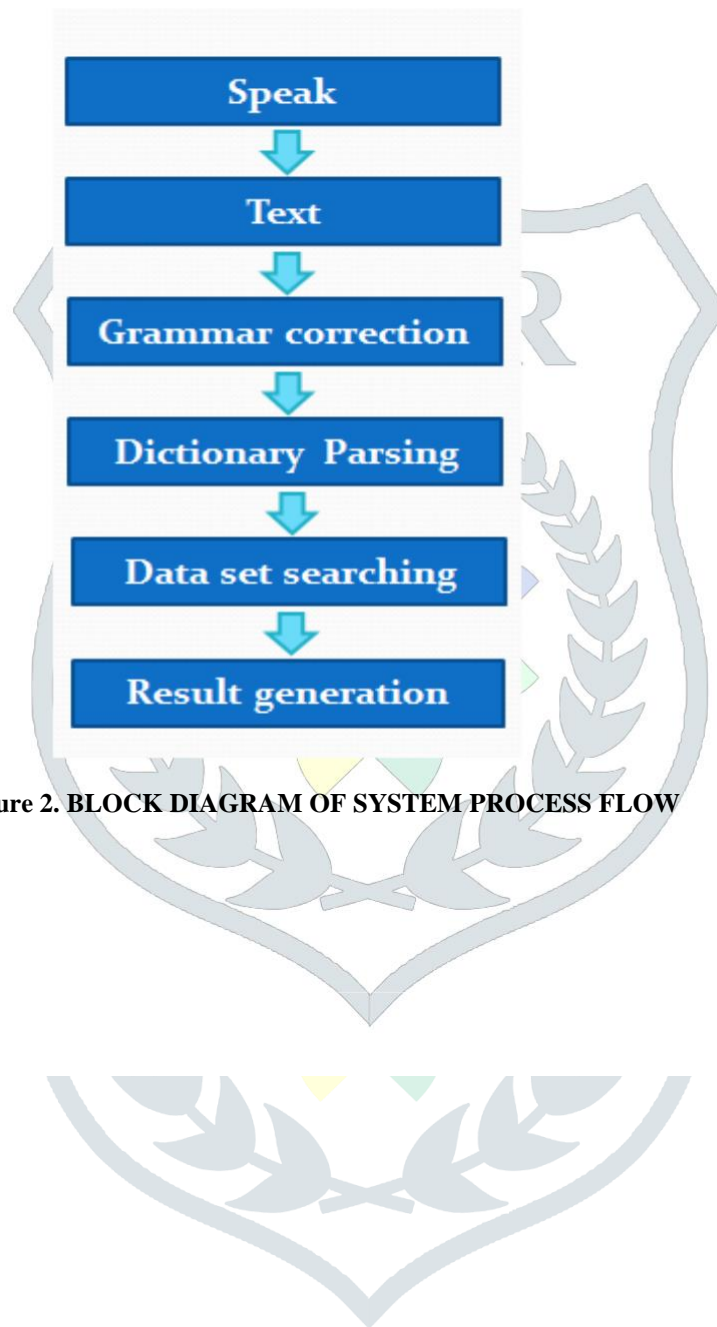 Speak
Text
Grammar correction
Dictionary Parsing
Data set searching
Result generation
ure 2. BLOCK DIAGRAM OF SYSTEM PROCESS FLOW
R